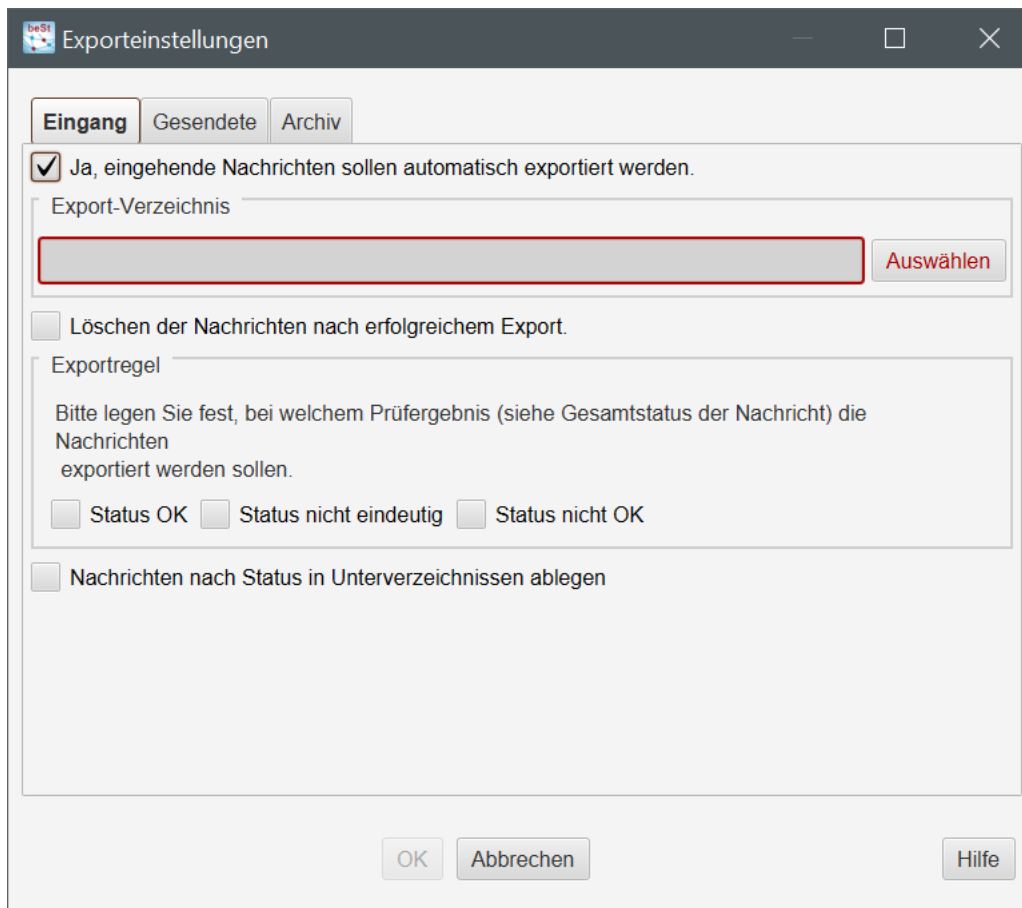 beSt
Exporteinstellungen
Eingang Gesendete Archiv
Ja, eingehende Nachrichten sollen automatisch exportiert werden.
Export-Verzeichnis
Auswählen
Löschen der Nachrichten nach erfolgreichem Export.
Exportregel
Bitte legen Sie fest, bei welchem Prüfergebnis (siehe Gesamtstatus der Nachricht) die
Nachrichten
exportiert werden sollen.
Status OK Status nicht eindeutig Status nicht OK
Nachrichten nach Status in Unterverzeichnissen ablegen
OK Abbrechen Hilfe